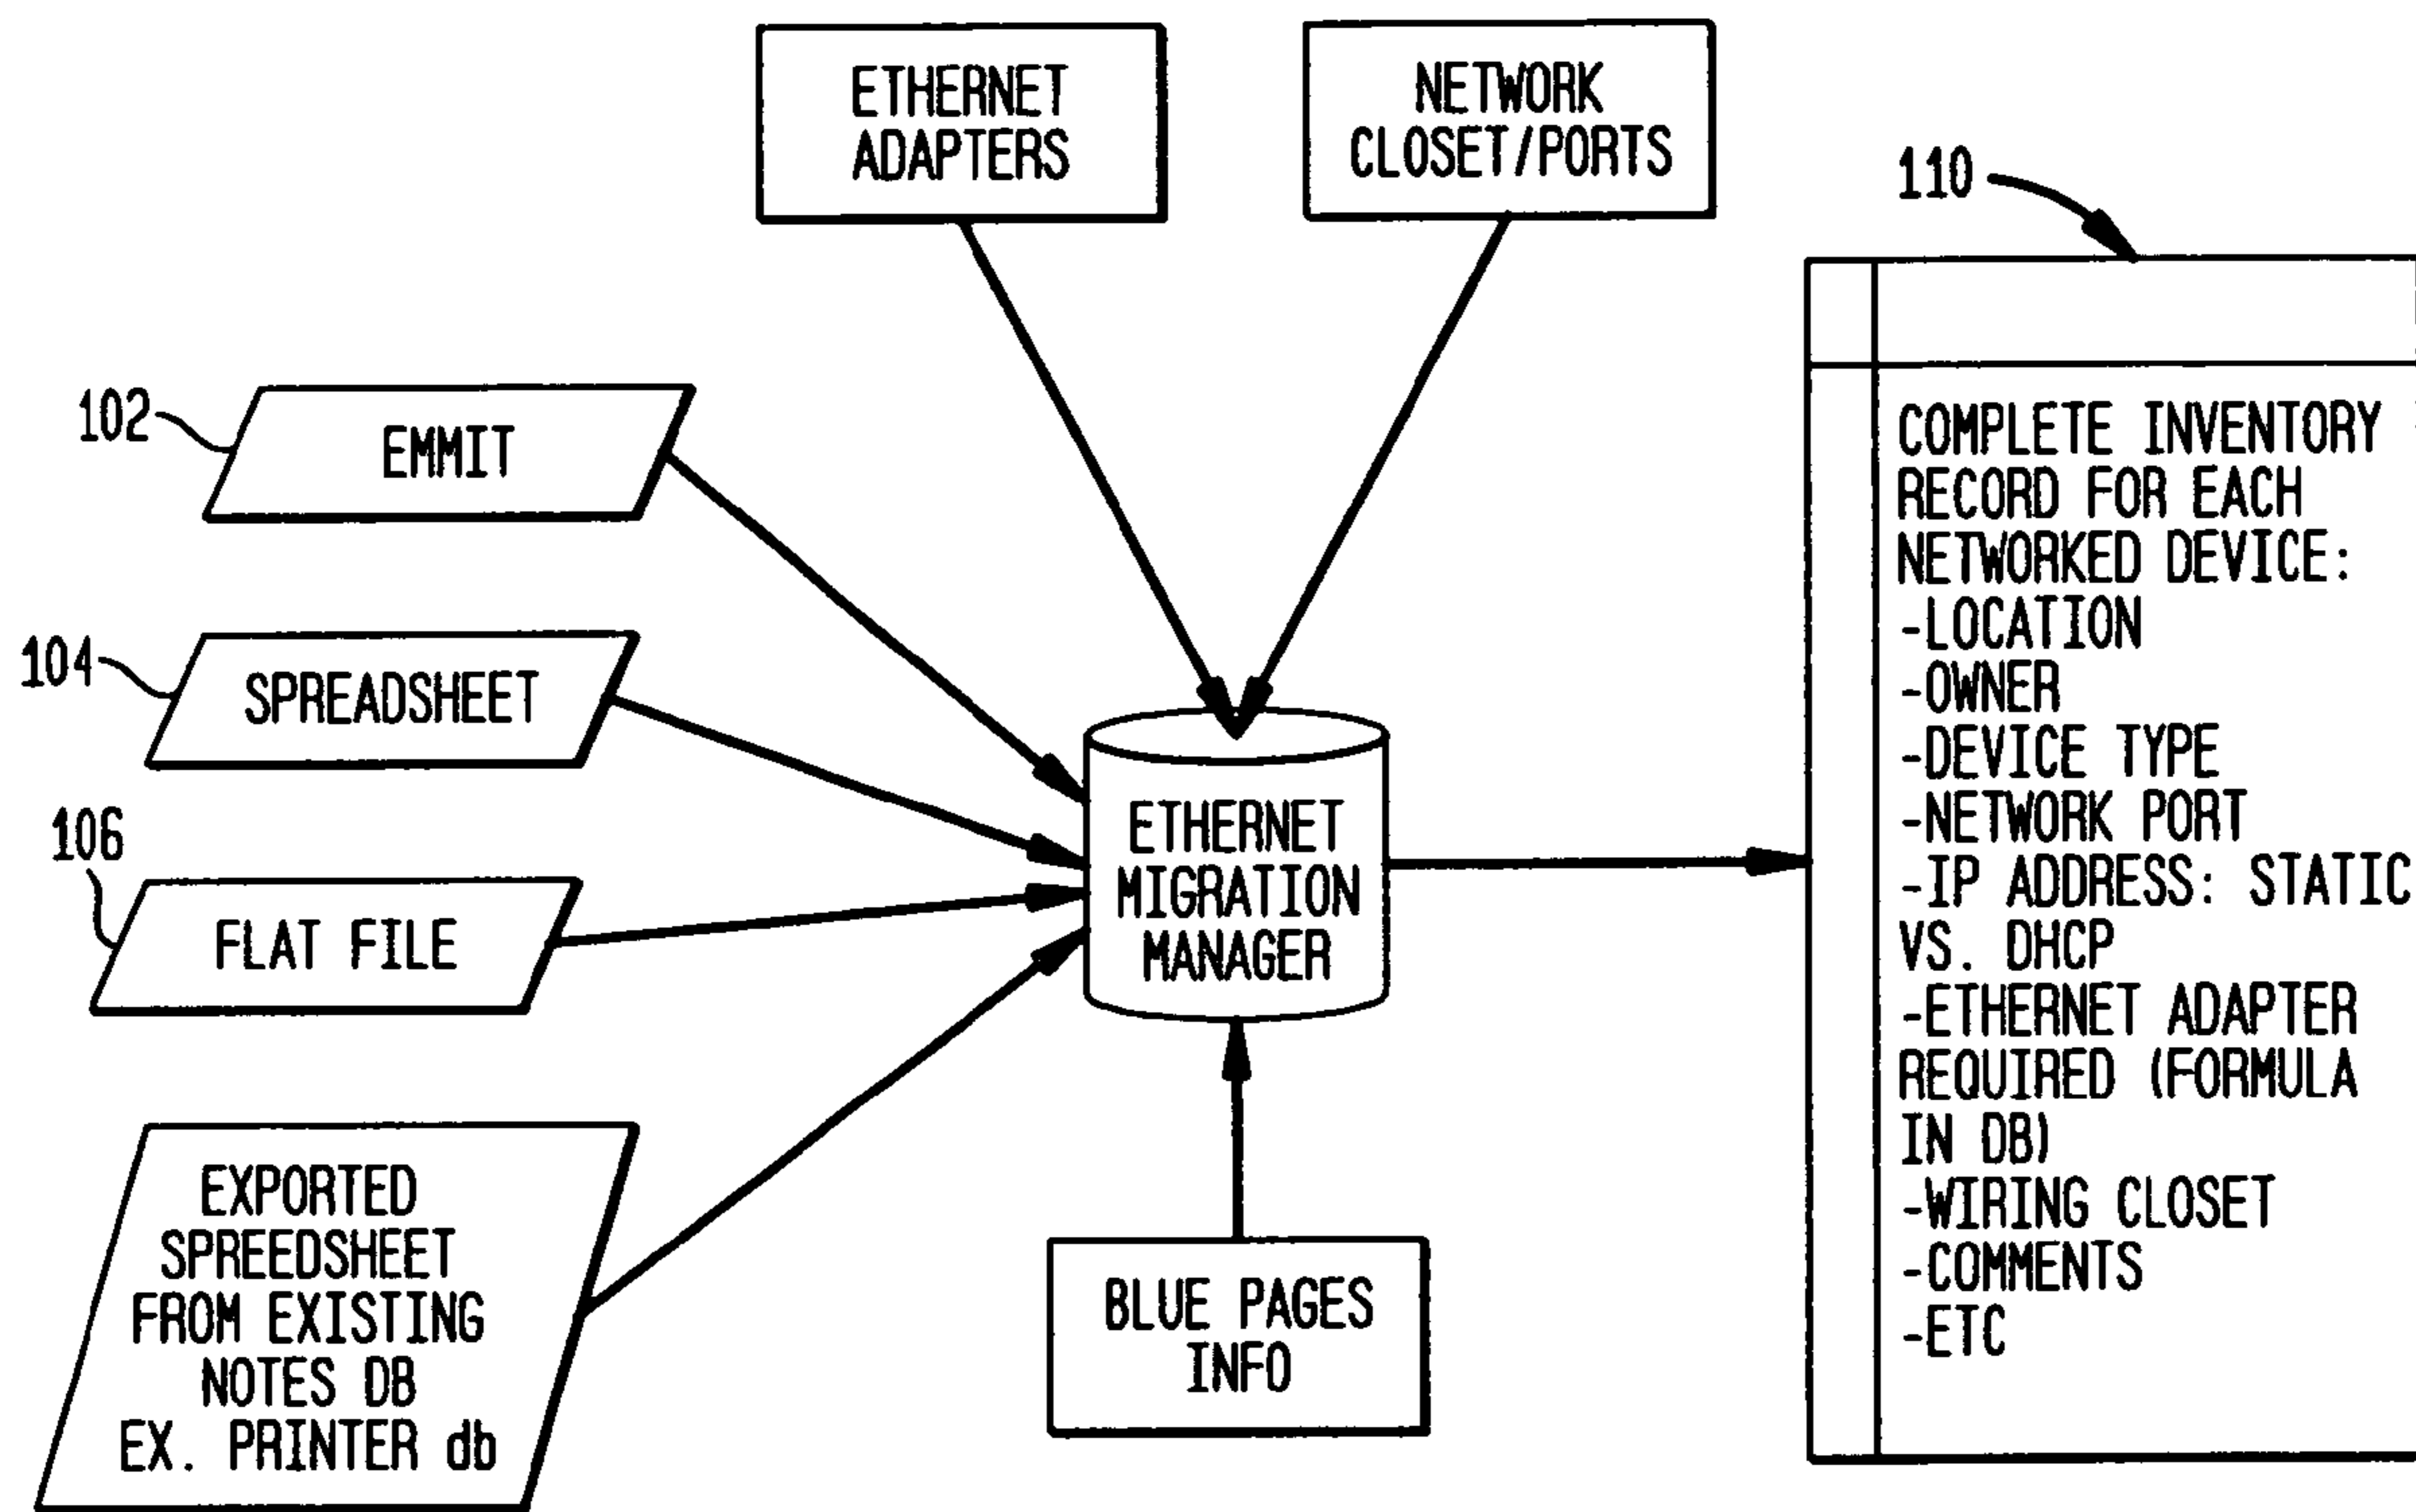 ETHERNET
ADAPTERS
NETWORK
CLOSET/PORTS
110
102
EMMIT
104
SPREADSHEET
106
FLAT FILE
EXPORTED
SPREEDSHEET
FROM EXISTING
NOTES DB
EX. PRINTER db
ETHERNET
MIGRATION
MANAGER
BLUE PAGES
INFO
COMPLETE INVENTORY
RECORD FOR EACH
NETWORKED DEVICE:
-LOCATION
-OWNER
-DEVICE TYPE
-NETWORK PORT
-IP ADDRESS: STATIC
VS. DHCP
-ETHERNET ADAPTER
REQUIRED (FORMULA
IN DB)
-WIRING CLOSET
-COMMENTS
-ETC